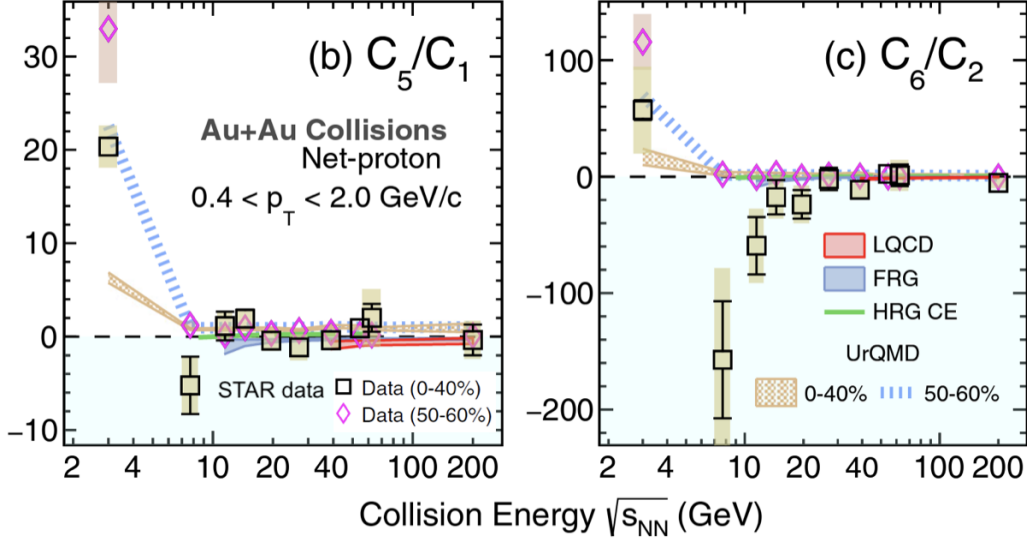 (b) C5/C1
Au+Au Collisions
Net-proton
0.4 < pT < 2.0 GeV/c
30
20
10
0
−10
STAR data
Data (0-40%)
Data (50-60%)
2 4 10 20 40 100 200
(c) C6/C2
100
0
−100
−200
LQCD
FRG
HRG CE
UrQMD
0-40% 50-60%
2 4 10 20 40 100 200
Collision Energy √sNN (GeV)